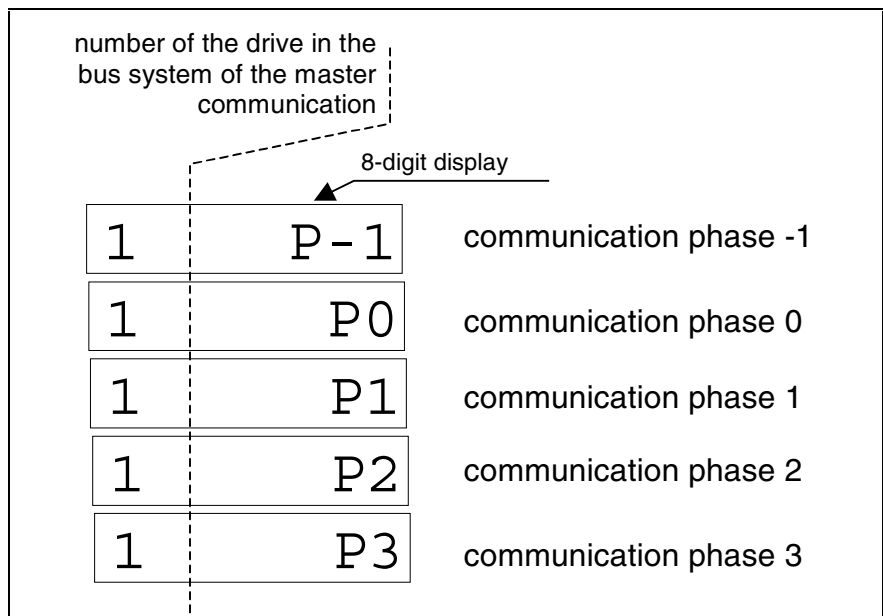 number of the drive in the
bus system of the master
communication
8-digit display
1 P-1 communication phase -1
1 P0 communication phase 0
1 P1 communication phase 1
1 P2 communication phase 2
1 P3 communication phase 3